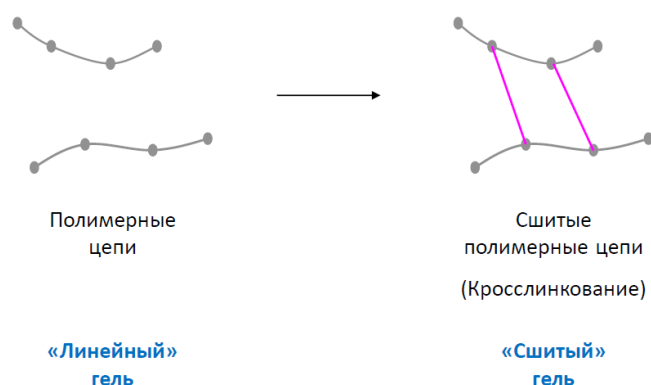 Полимерные
цепи
Сшитые
полимерные цепи
(Кросслинкование)
«Линейный»
гель
«Сшитый»
гель